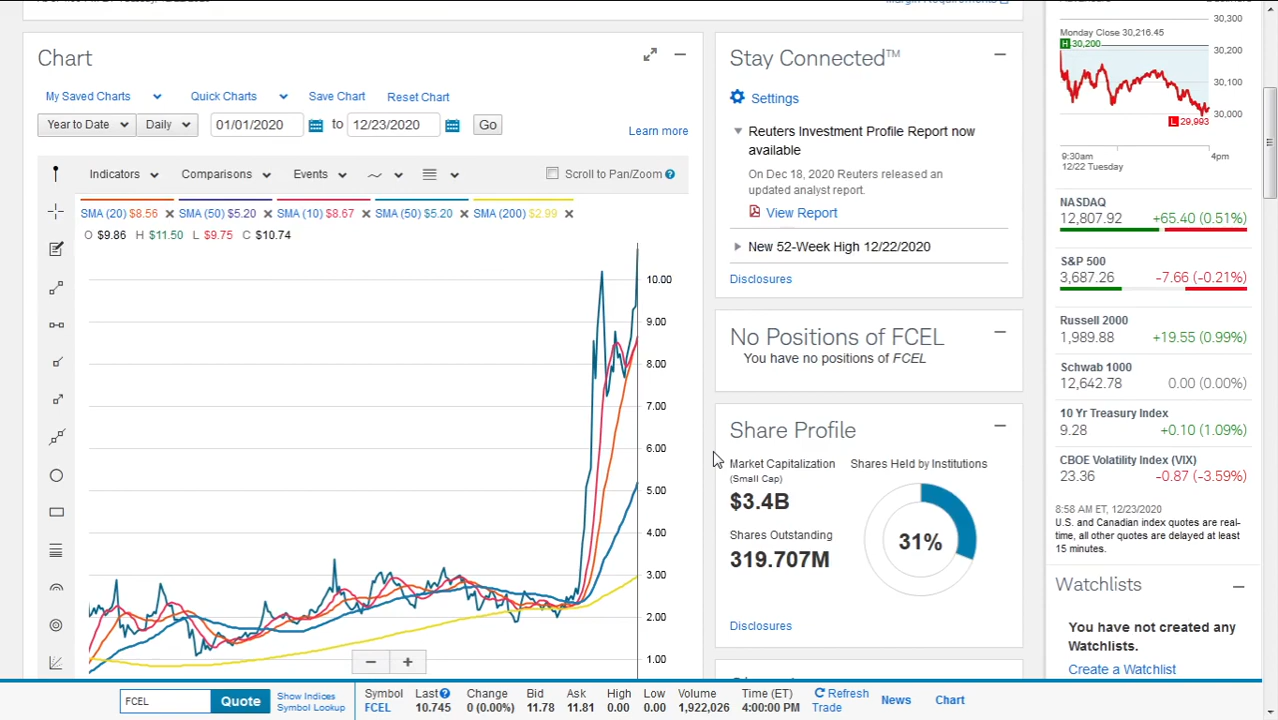 Chart
My Saved Charts
Quick Charts
Save Chart
Reset Chart
Year to Date
Daily
01/01/2020
to
12/23/2020
Go
Learn more
Indicators
Comparisons
Events
Scroll to Pan/Zoom
SMA (20) $8.56
SMA (50) $5.20
SMA (10) $8.67
SMA (50) $5.20
SMA (200) $2.99
O $9.86 H $11.50 L $9.75 C $10.74
10.00
9.00
8.00
7.00
6.00
5.00
4.00
3.00
2.00
1.00
Stay Connected™
Settings
Reuters Investment Profile Report now
available
On Dec 18, 2020 Reuters released an
updated analyst report.
View Report
New 52-Week High 12/22/2020
Disclosures
No Positions of FCEL
You have no positions of FCEL
Share Profile
Market Capitalization
(Small Cap)
$3.4B
Shares Outstanding
319.707M
Shares Held by Institutions
31%
Disclosures
30,300
Monday Close 30,216.45
H 30,200
30,200
30,100
30,000
L 29,993
9:30am
4pm
12/22 Tuesday
NASDAQ
12,807.92 +65.40 (0.51%)
S&P 500
3,687.26 -7.66 (-0.21%)
Russell 2000
1,989.88 +19.55 (0.99%)
Schwab 1000
12,642.78 0.00 (0.00%)
10 Yr Treasury Index
9.28 +0.10 (1.09%)
CBOE Volatility Index (VIX)
23.36 -0.87 (-3.59%)
8:58 AM ET, 12/23/2020
U.S. and Canadian index quotes are real-
time, all other quotes are delayed at least
15 minutes.
Watchlists
You have not created any
Watchlists.
Create a Watchlist
FCEL
Quote
Show Indices
Symbol Lookup
Symbol Last Change Bid Ask High Low Volume Time (ET) Refresh
FCEL 10.745 0 (0.00%) 11.78 11.81 0.00 0.00 1,922,026 4:00:00 PM Trade
News
Chart